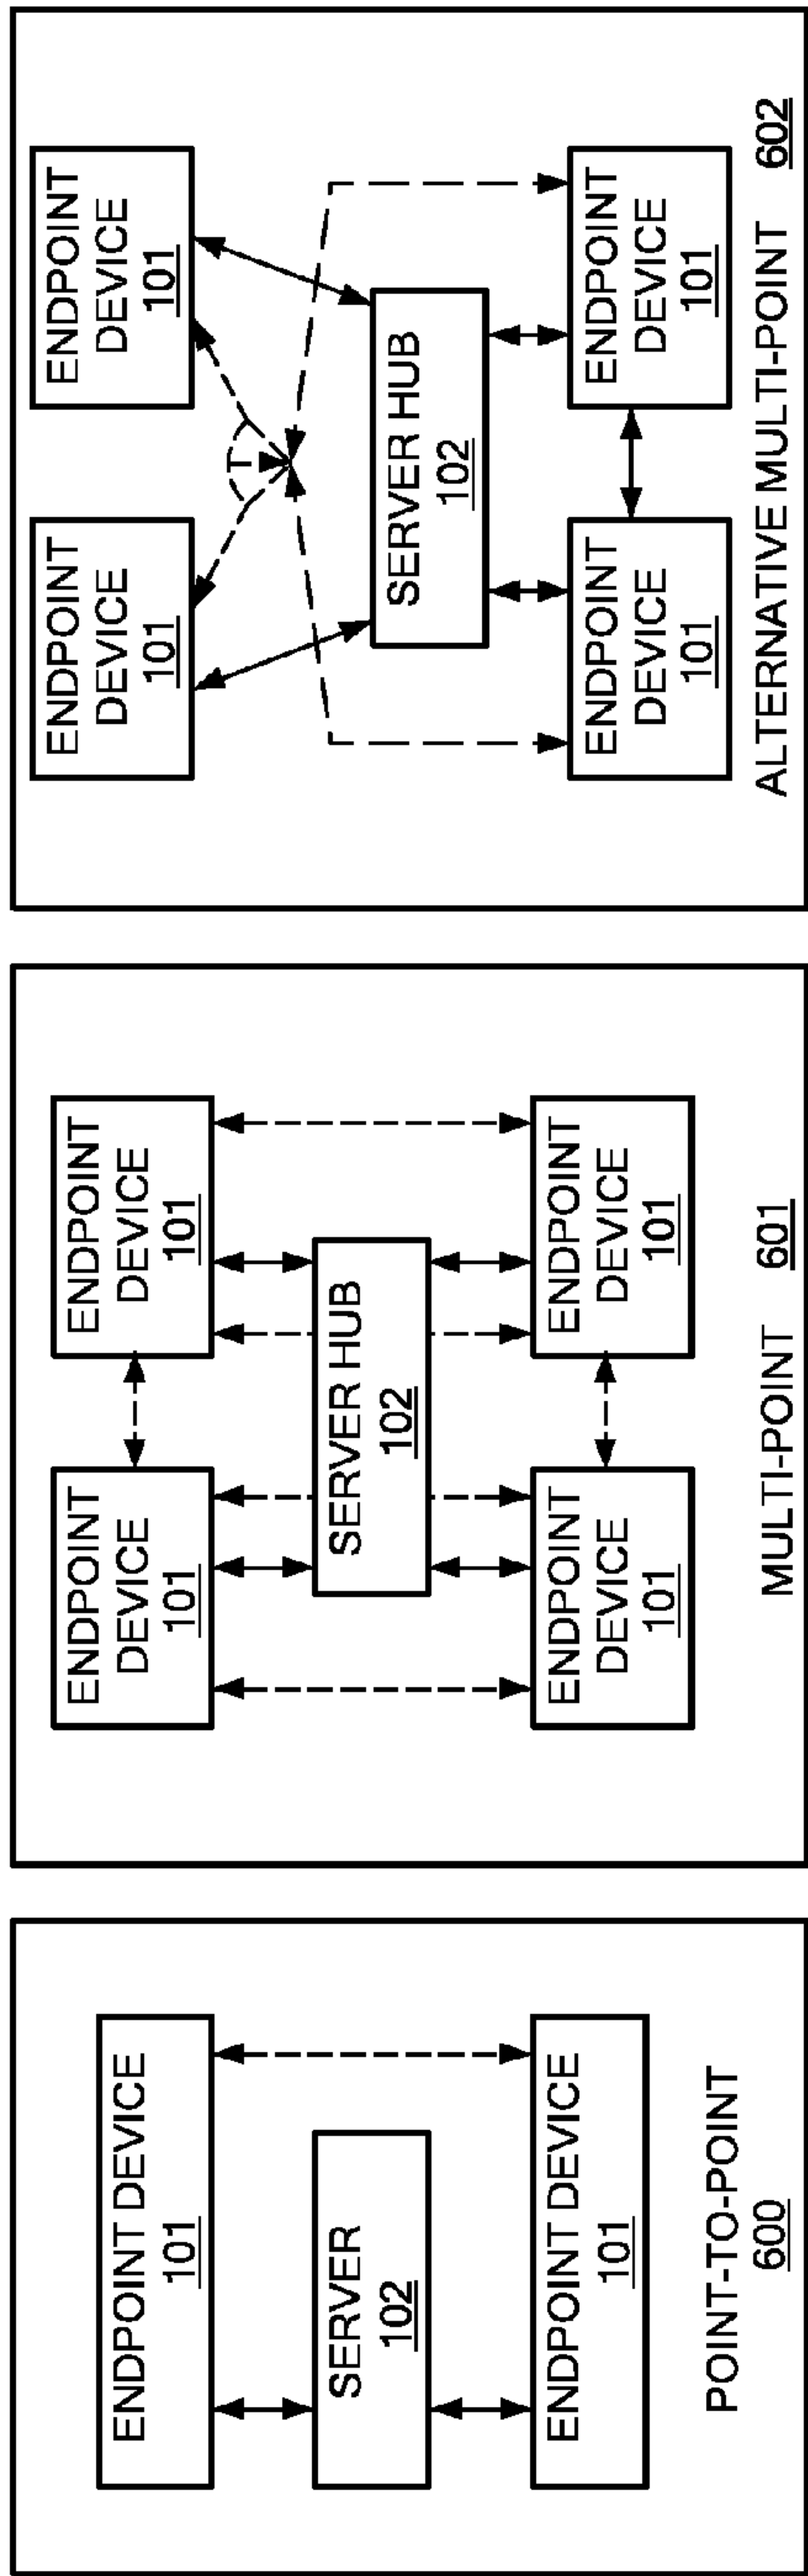 ENDPOINT DEVICE
101
SERVER
102
ENDPOINT DEVICE
101
POINT-TO-POINT
600
ENDPOINT
DEVICE
101
ENDPOINT
DEVICE
101
SERVER HUB
102
ENDPOINT
DEVICE
101
ENDPOINT
DEVICE
101
MULTI-POINT 601
ENDPOINT
DEVICE
101
ENDPOINT
DEVICE
101
T
SERVER HUB
102
ENDPOINT
DEVICE
101
ENDPOINT
DEVICE
101
ALTERNATIVE MULTI-POINT 602